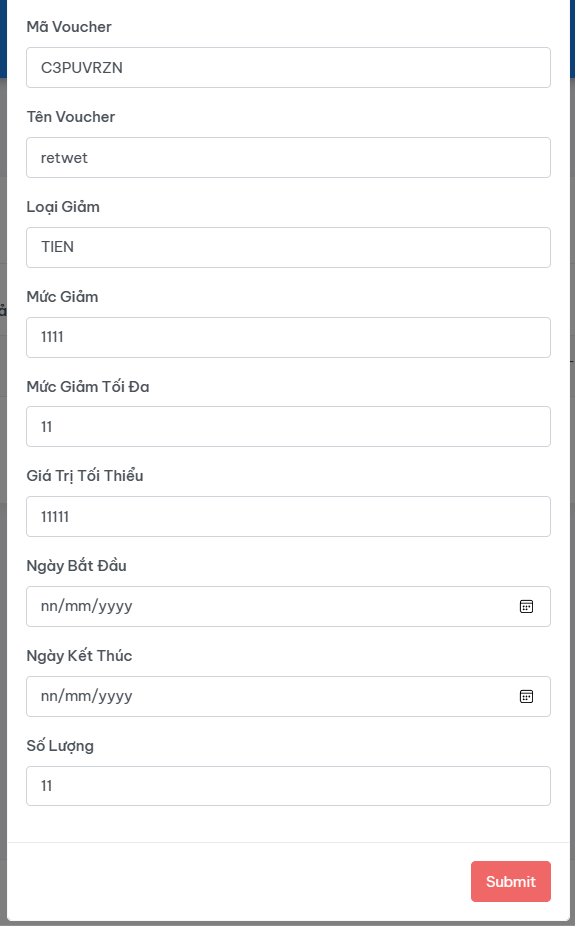 Mã Voucher
C3PUVRZN
Tên Voucher
retwet
Loại Giảm
TIEN
Mức Giảm
1111
Mức Giảm Tối Đa
11
Giá Trị Tối Thiểu
11111
Ngày Bắt Đầu
nn/mm/yyyy
Ngày Kết Thúc
nn/mm/yyyy
Số Lượng
11
Submit